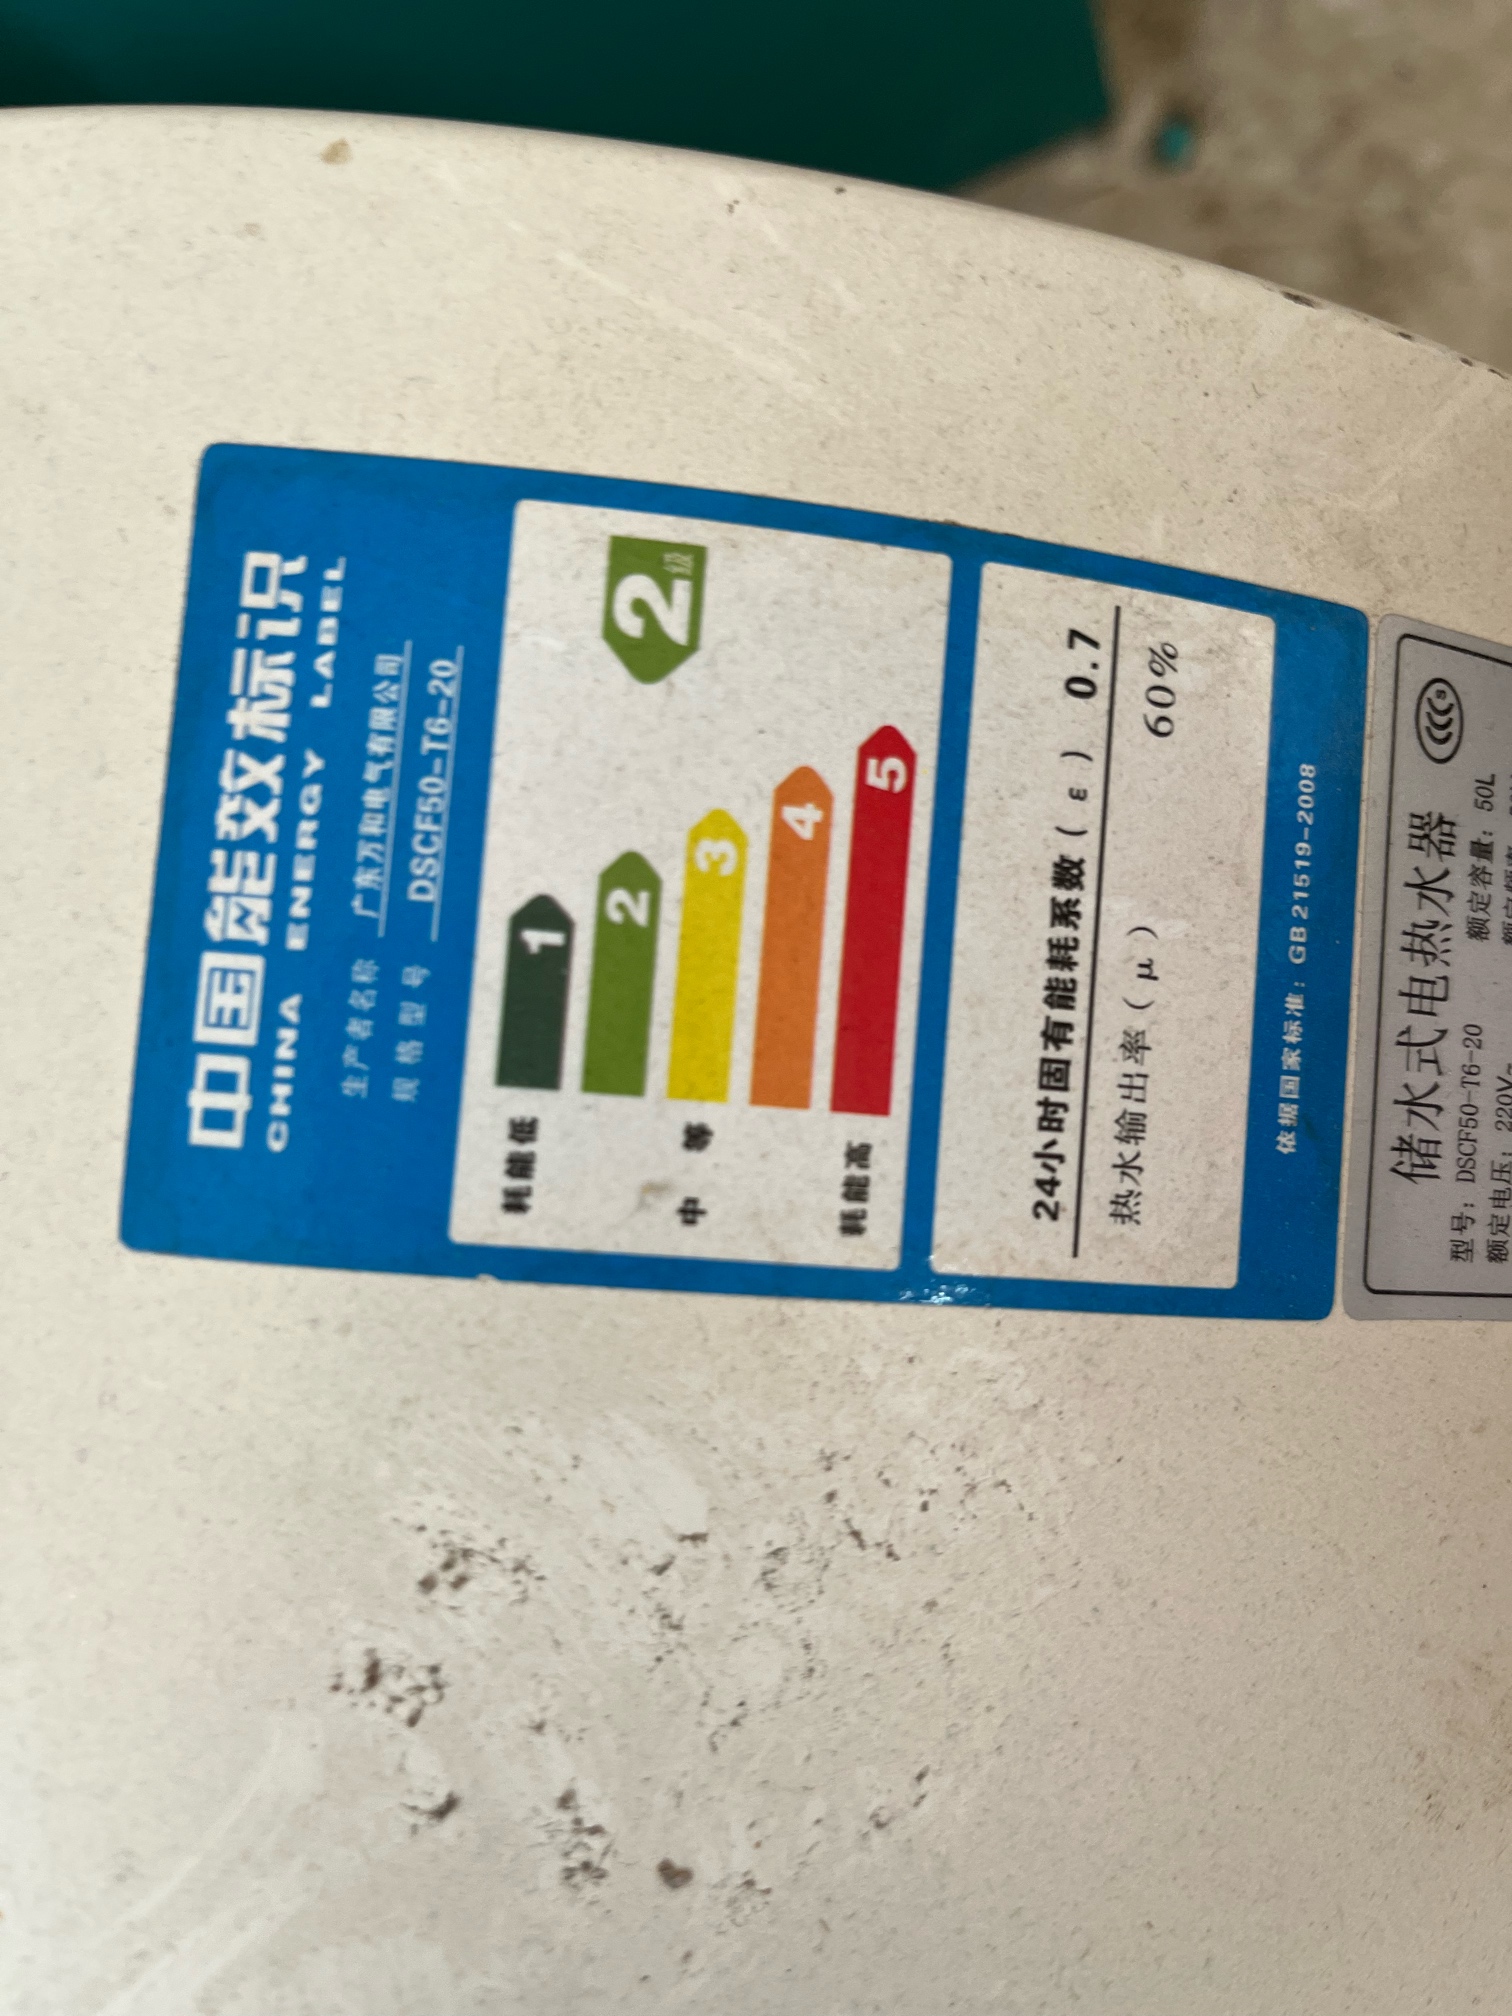 中国能效标识
CHINA ENERGY LABEL
生产者名称 广东万和电气有限公司
规格型号 DSCF50-T6-20
耗能低
1
2
2级
中等
3
4
耗能高
5
24小时固有能耗系数(ε) 0.7
热水输出率(μ) 60%
依据国家标准: GB 21519-2008
储水式电热水器
CCC S
型号: DSCF50-T6-20 额定容量: 50L
额定电压: 220V~